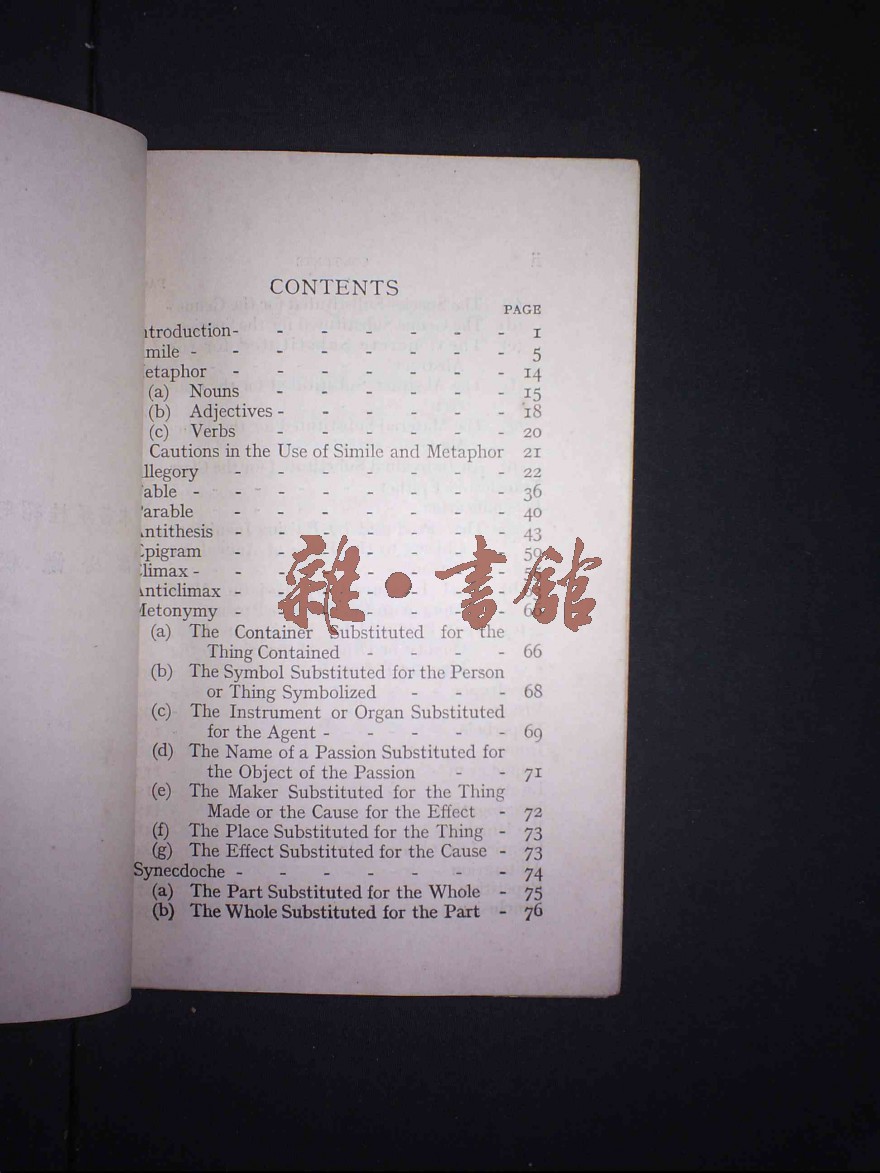 CONTENTS
PAGE
ntroduction- - - - - - - 1
mile - - - - - - - - 5
etaphor - - - - - - - 14
(a) Nouns - - - - - - 15
(b) Adjectives - - - - - - 18
(c) Verbs - - - - - - 20
Cautions in the Use of Simile and Metaphor 21
llegory - - - - - - - 22
able - - - - - - - - 36
arable - - - - - - - 40
ntithesis - - - - - - - 43
pigram - - - - - - -
limax - - - - - - - -
nticlimax - - - - - - -
etonymy - - - - - - -
雜·書館
(a) The Container Substituted for the
Thing Contained - - - - 66
(b) The Symbol Substituted for the Person
or Thing Symbolized - - - 68
(c) The Instrument or Organ Substituted
for the Agent - - - - - 69
(d) The Name of a Passion Substituted for
the Object of the Passion - - 71
(e) The Maker Substituted for the Thing
Made or the Cause for the Effect - 72
(f) The Place Substituted for the Thing - 73
(g) The Effect Substituted for the Cause - 73
Synecdoche - - - - - - - 74
(a) The Part Substituted for the Whole - 75
(b) The Whole Substituted for the Part - 76